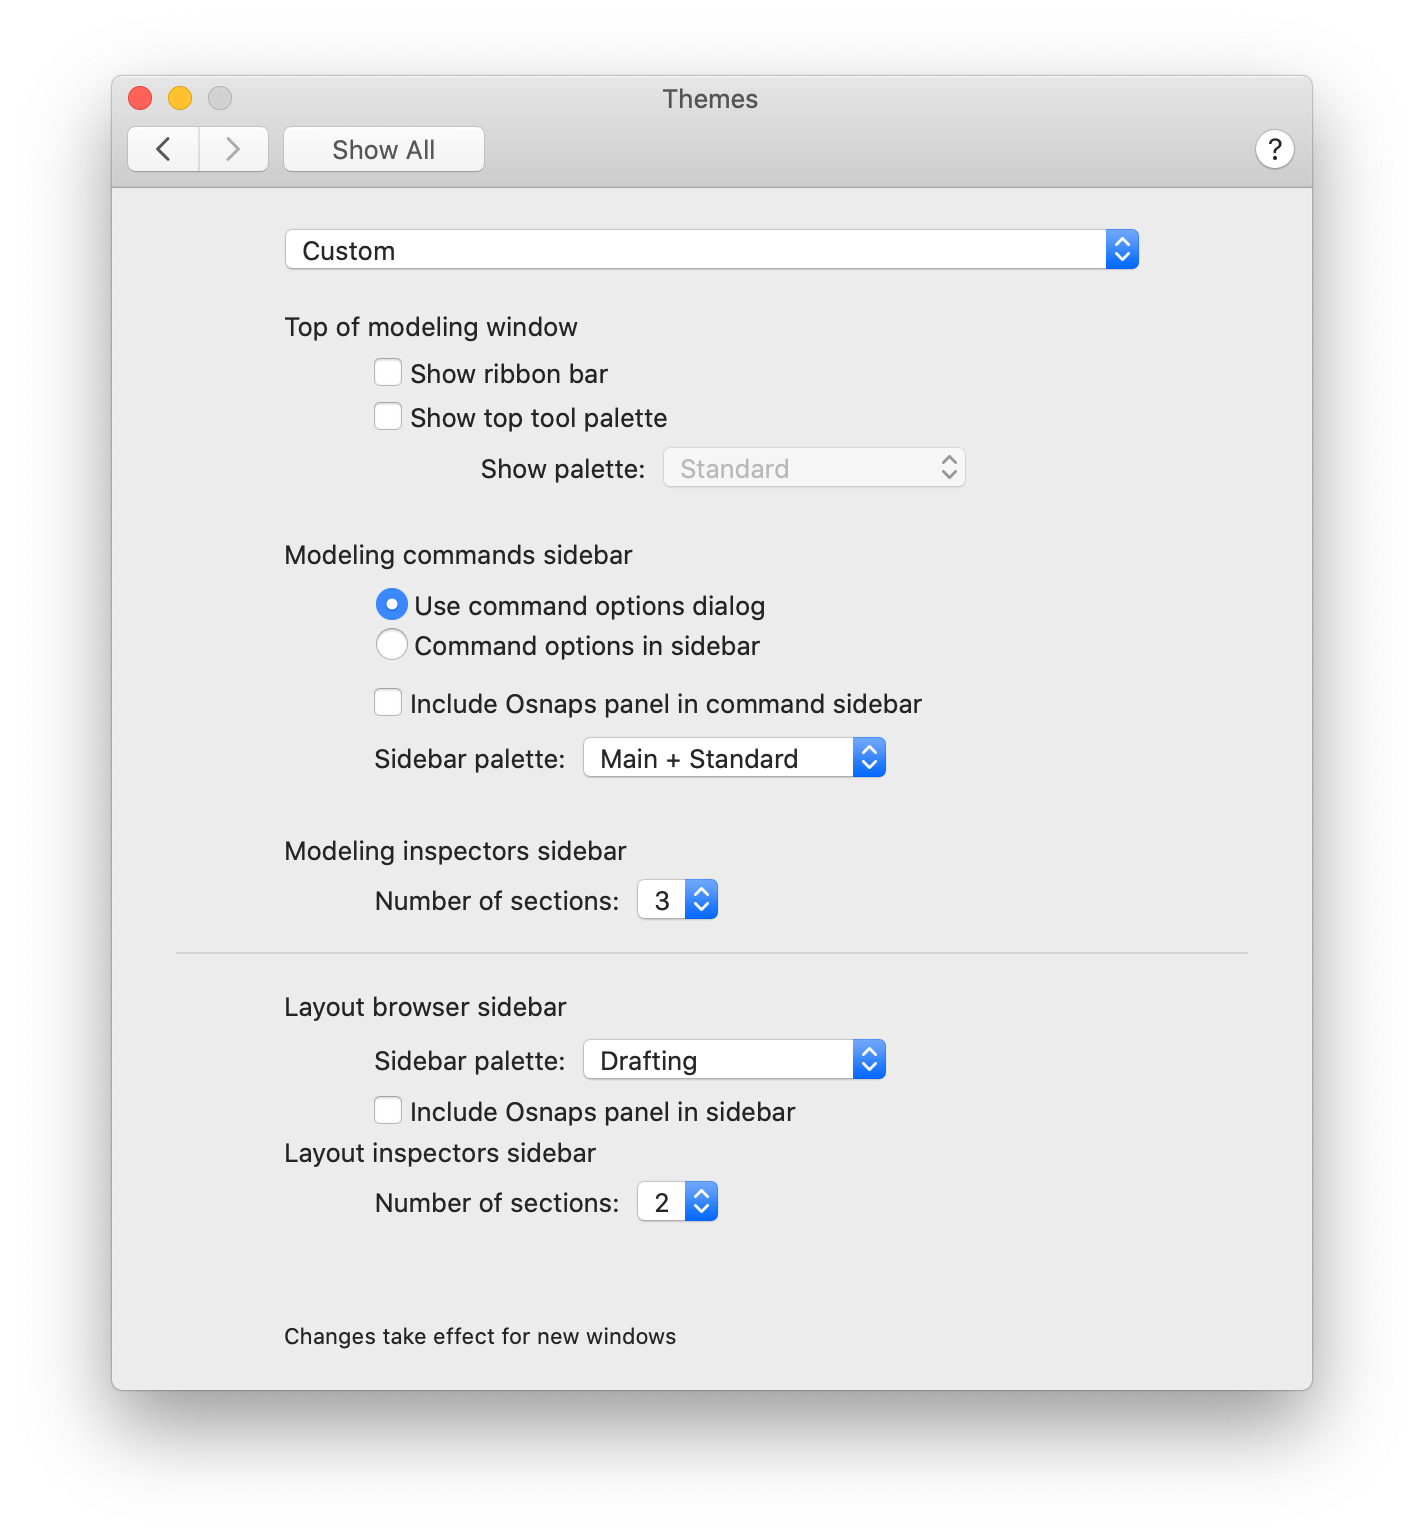 Themes
Show All
?
Custom
Top of modeling window
Show ribbon bar
Show top tool palette
Show palette: Standard
Modeling commands sidebar
Use command options dialog
Command options in sidebar
Include Osnaps panel in command sidebar
Sidebar palette: Main + Standard
Modeling inspectors sidebar
Number of sections: 3
Layout browser sidebar
Sidebar palette: Drafting
Include Osnaps panel in sidebar
Layout inspectors sidebar
Number of sections: 2
Changes take effect for new windows